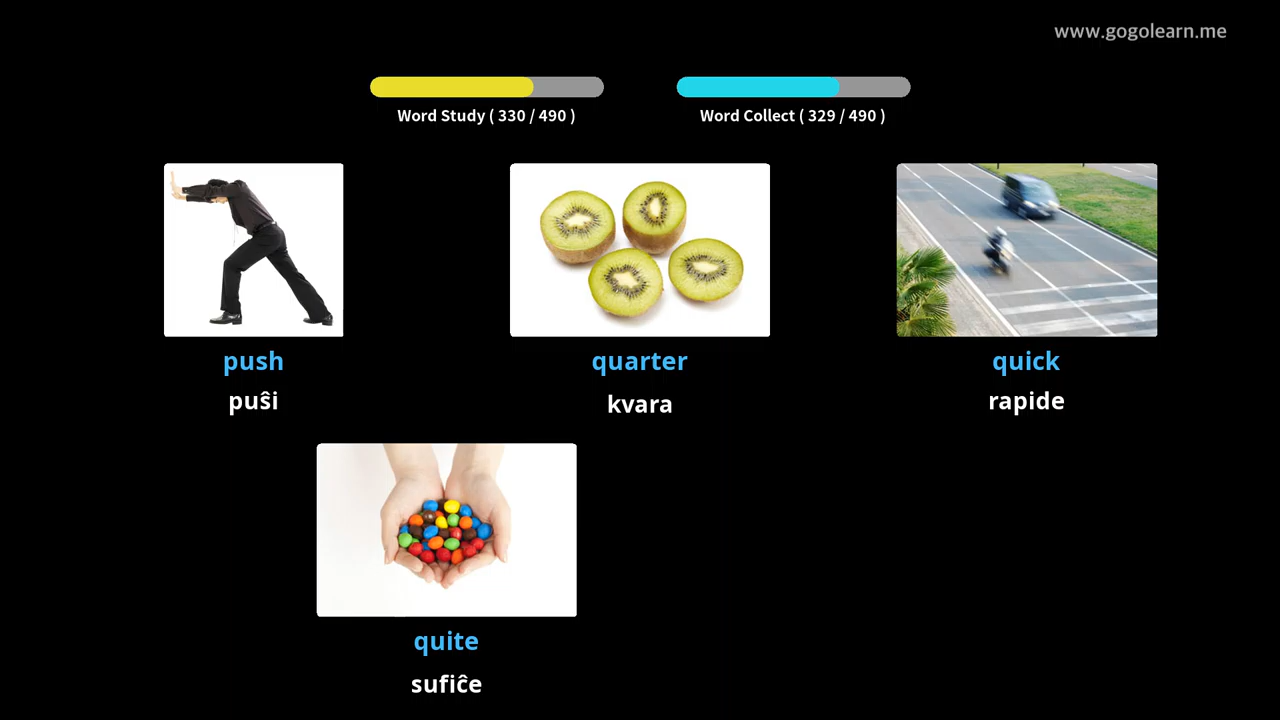 www.gogolearn.me
Word Study ( 330 / 490 )
Word Collect ( 329 / 490 )
push
puŝi
quarter
kvara
quick
rapide
quite
sufiĉe